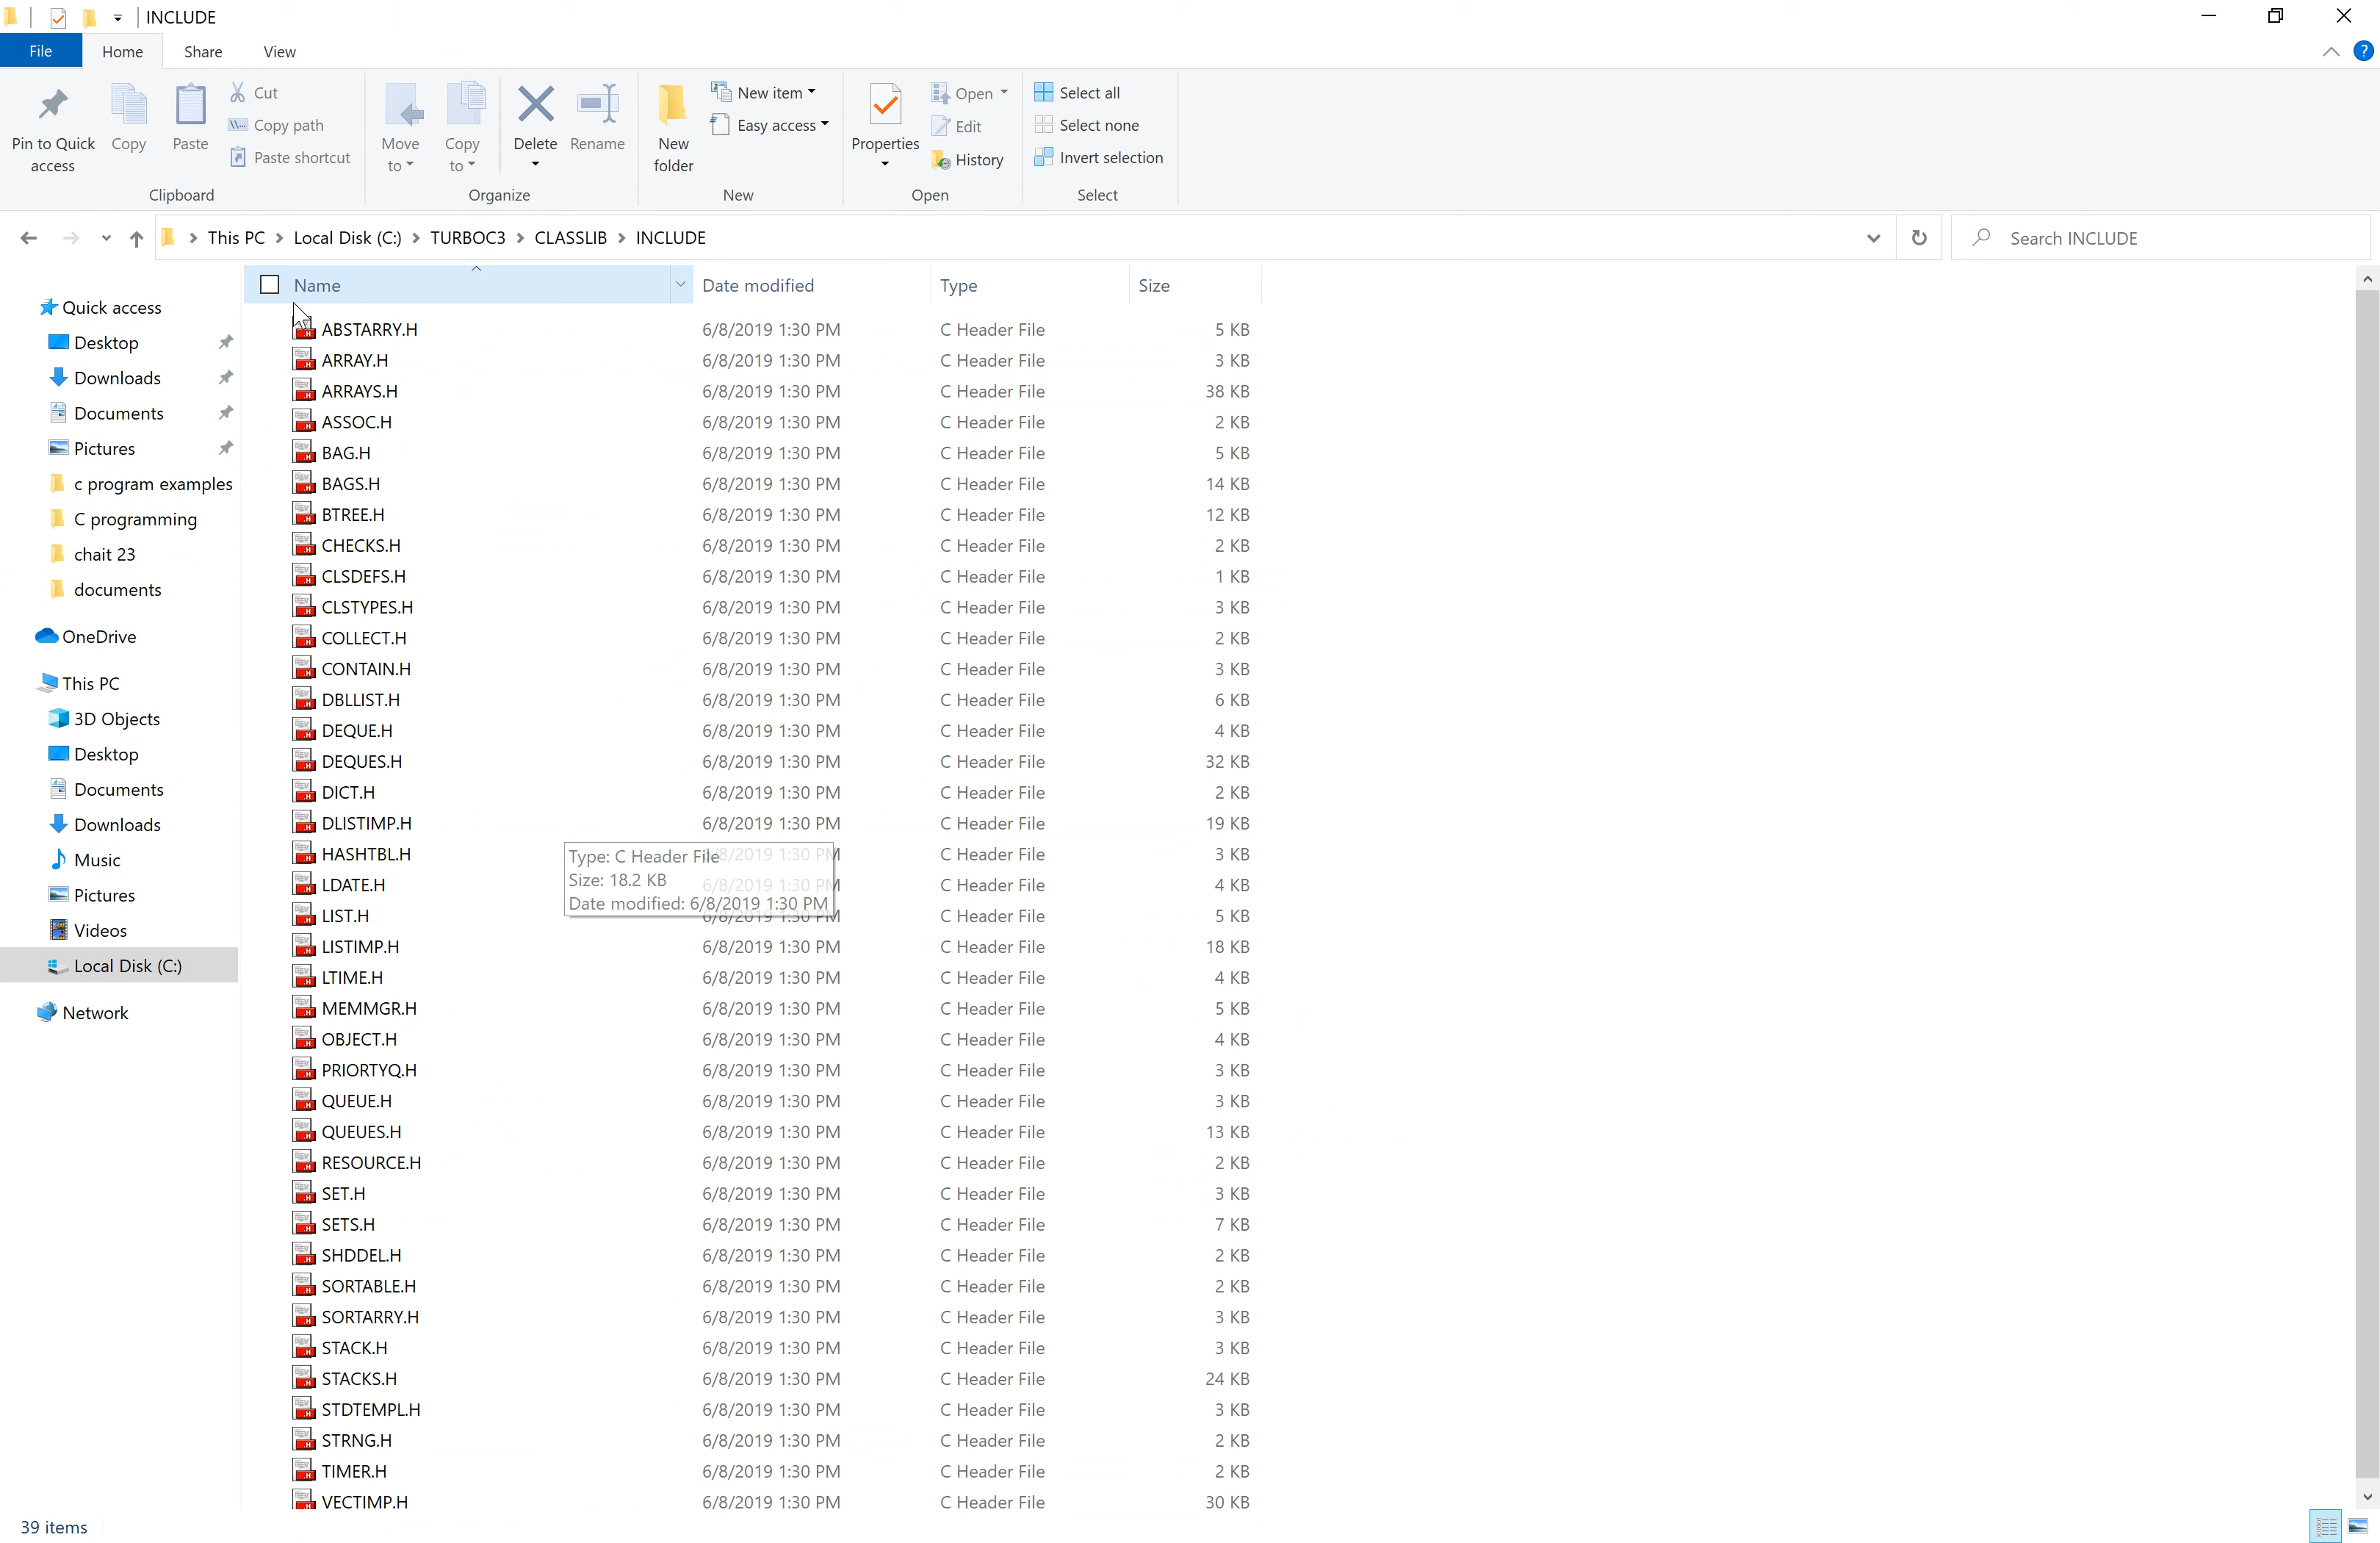 INCLUDE
File Home Share View
Pin to Quick access
Copy
Paste
Cut
Copy path
Paste shortcut
Clipboard
Move to
Copy to
Delete
Rename
Organize
New folder
New item
Easy access
New
Properties
Open
Edit
History
Open
Select all
Select none
Invert selection
Select
This PC > Local Disk (C:) > TURBOC3 > CLASSLIB > INCLUDE
Search INCLUDE
Quick access
Desktop
Downloads
Documents
Pictures
c program examples
C programming
chait 23
documents
OneDrive
This PC
3D Objects
Desktop
Documents
Downloads
Music
Pictures
Videos
Local Disk (C:)
Network
Name Date modified Type Size
ABSTARRY.H 6/8/2019 1:30 PM C Header File 5 KB
ARRAY.H 6/8/2019 1:30 PM C Header File 3 KB
ARRAYS.H 6/8/2019 1:30 PM C Header File 38 KB
ASSOC.H 6/8/2019 1:30 PM C Header File 2 KB
BAG.H 6/8/2019 1:30 PM C Header File 5 KB
BAGS.H 6/8/2019 1:30 PM C Header File 14 KB
BTREE.H 6/8/2019 1:30 PM C Header File 12 KB
CHECKS.H 6/8/2019 1:30 PM C Header File 2 KB
CLSDEFS.H 6/8/2019 1:30 PM C Header File 1 KB
CLSTYPES.H 6/8/2019 1:30 PM C Header File 3 KB
COLLECT.H 6/8/2019 1:30 PM C Header File 2 KB
CONTAIN.H 6/8/2019 1:30 PM C Header File 3 KB
DBLLIST.H 6/8/2019 1:30 PM C Header File 6 KB
DEQUE.H 6/8/2019 1:30 PM C Header File 4 KB
DEQUES.H 6/8/2019 1:30 PM C Header File 32 KB
DICT.H 6/8/2019 1:30 PM C Header File 2 KB
DLISTIMP.H 6/8/2019 1:30 PM C Header File 19 KB
HASHTBL.H 6/8/2019 1:30 PM C Header File 3 KB
LDATE.H 6/8/2019 1:30 PM C Header File 4 KB
LIST.H 6/8/2019 1:30 PM C Header File 5 KB
Type: C Header File
Size: 18.2 KB
Date modified: 6/8/2019 1:30 PM
LISTIMP.H 6/8/2019 1:30 PM C Header File 18 KB
LTIME.H 6/8/2019 1:30 PM C Header File 4 KB
MEMMGR.H 6/8/2019 1:30 PM C Header File 5 KB
OBJECT.H 6/8/2019 1:30 PM C Header File 4 KB
PRIORTYQ.H 6/8/2019 1:30 PM C Header File 3 KB
QUEUE.H 6/8/2019 1:30 PM C Header File 3 KB
QUEUES.H 6/8/2019 1:30 PM C Header File 13 KB
RESOURCE.H 6/8/2019 1:30 PM C Header File 2 KB
SET.H 6/8/2019 1:30 PM C Header File 3 KB
SETS.H 6/8/2019 1:30 PM C Header File 7 KB
SHDDEL.H 6/8/2019 1:30 PM C Header File 2 KB
SORTABLE.H 6/8/2019 1:30 PM C Header File 2 KB
SORTARRY.H 6/8/2019 1:30 PM C Header File 3 KB
STACK.H 6/8/2019 1:30 PM C Header File 3 KB
STACKS.H 6/8/2019 1:30 PM C Header File 24 KB
STDTEMPL.H 6/8/2019 1:30 PM C Header File 3 KB
STRNG.H 6/8/2019 1:30 PM C Header File 2 KB
TIMER.H 6/8/2019 1:30 PM C Header File 2 KB
VECTIMP.H 6/8/2019 1:30 PM C Header File 30 KB
39 items